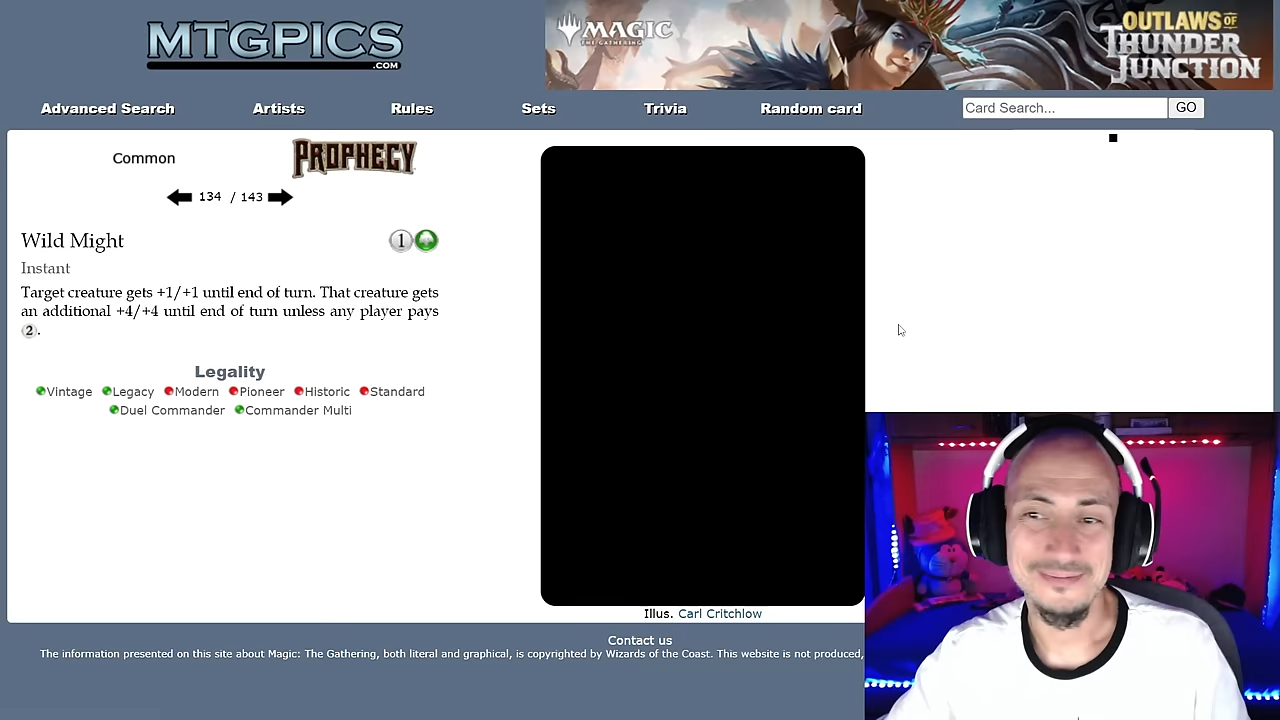 MTGPICS
.COM
MAGIC
THE GATHERING
OUTLAWS OF
THUNDER
JUNCTION
Advanced Search
Artists
Rules
Sets
Trivia
Random card
Card Search...
GO
Common
PROPHECY
134 / 143
Wild Might
1
Instant
Target creature gets +1/+1 until end of turn. That creature gets
an additional +4/+4 until end of turn unless any player pays
2.
Legality
Vintage Legacy Modern Pioneer Historic Standard
Duel Commander Commander Multi
Illus. Carl Critchlow
Contact us
The information presented on this site about Magic: The Gathering, both literal and graphical, is copyrighted by Wizards of the Coast. This website is not produced,